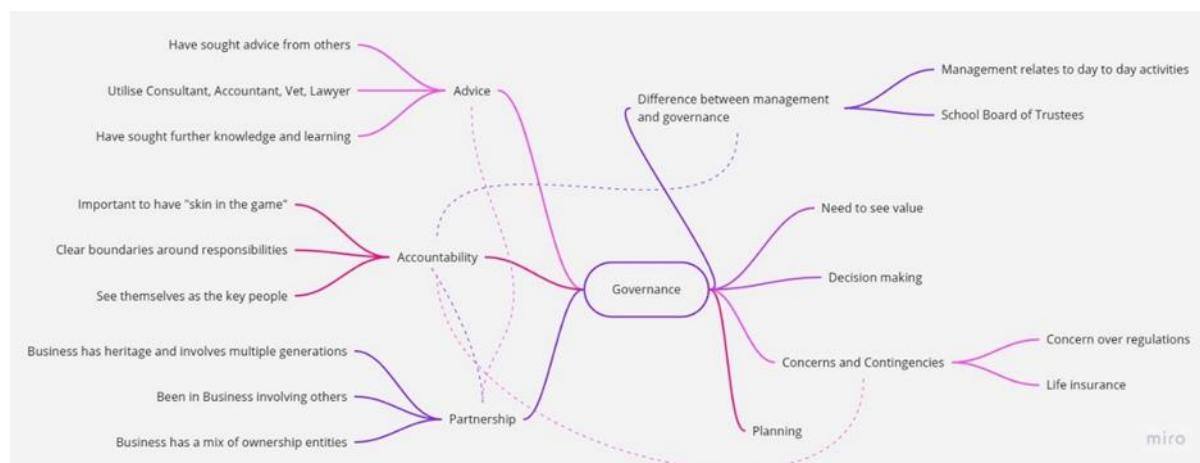 Have sought advice from others
Utilise Consultant, Accountant, Vet, Lawyer
Have sought further knowledge and learning
Advice
Important to have "skin in the game"
Clear boundaries around responsibilities
See themselves as the key people
Accountability
Business has heritage and involves multiple generations
Been in Business involving others
Business has a mix of ownership entities
Partnership
Governance
Difference between management
and governance
Management relates to day to day activities
School Board of Trustees
Need to see value
Decision making
Concerns and Contingencies
Concern over regulations
Life insurance
Planning
miro